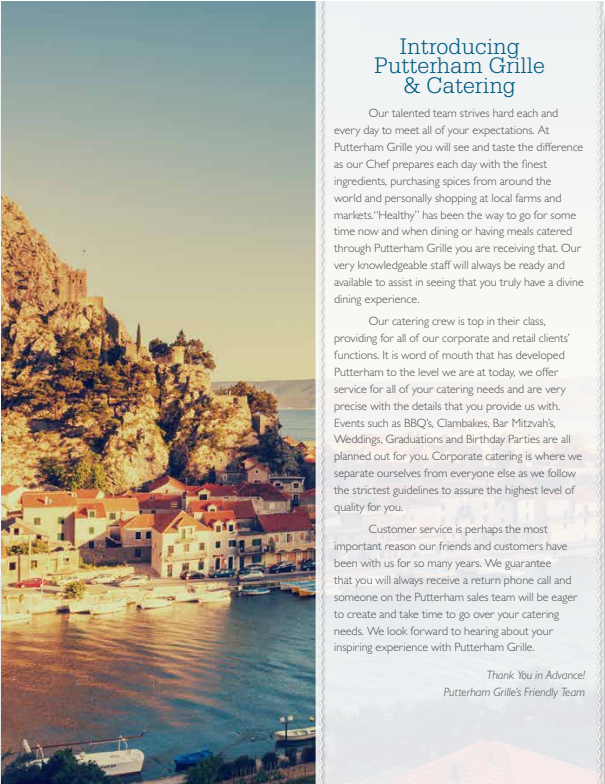 Introducing
Putterham Grille
& Catering
Our talented team strives hard each and
every day to meet all of your expectations. At
Putterham Grille you will see and taste the difference
as our Chef prepares each day with the finest
ingredients, purchasing spices from around the
world and personally shopping at local farms and
markets. “Healthy” has been the way to go for some
time now and when dining or having meals catered
through Putterham Grille you are receiving that. Our
very knowledgeable staff will always be ready and
available to assist in seeing that you truly have a divine
dining experience.
Our catering crew is top in their class,
providing for all of our corporate and retail clients’
functions. It is word of mouth that has developed
Putterham to the level we are at today, we offer
service for all of your catering needs and are very
precise with the details that you provide us with.
Events such as BBQ’s, Clambakes, Bar Mitzvah’s,
Weddings, Graduations and Birthday Parties are all
planned out for you. Corporate catering is where we
separate ourselves from everyone else as we follow
the strictest guidelines to assure the highest level of
quality for you.
Customer service is perhaps the most
important reason our friends and customers have
been with us for so many years. We guarantee
that you will always receive a return phone call and
someone on the Putterham sales team will be eager
to create and take time to go over your catering
needs. We look forward to hearing about your
inspiring experience with Putterham Grille.
Thank You in Advance!
Putterham Grille’s Friendly Team